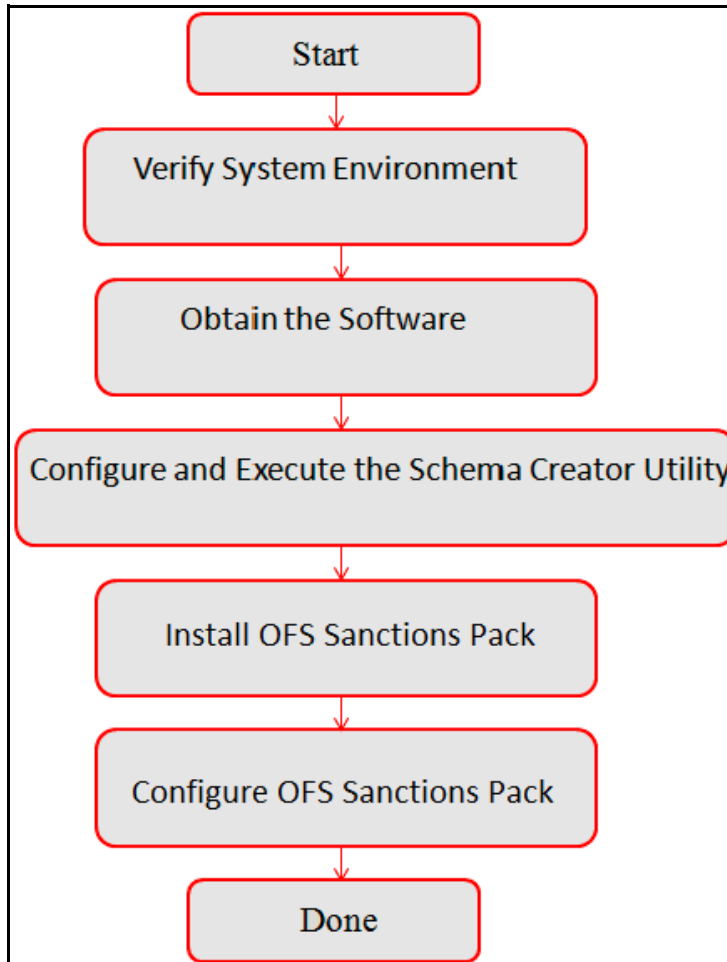 Start
Verify System Environment
Obtain the Software
Configure and Execute the Schema Creator Utility
Install OFS Sanctions Pack
Configure OFS Sanctions Pack
Done